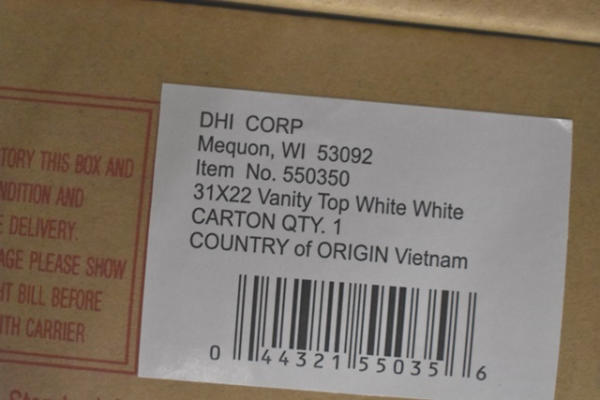 TORY THIS BOX AND
NDITION AND
DELIVERY.
AGE PLEASE SHOW
HT BILL BEFORE
ITH CARRIER
DHI CORP
Mequon, WI 53092
Item No. 550350
31X22 Vanity Top White White
CARTON QTY. 1
COUNTRY of ORIGIN Vietnam
0 44321 55035 6